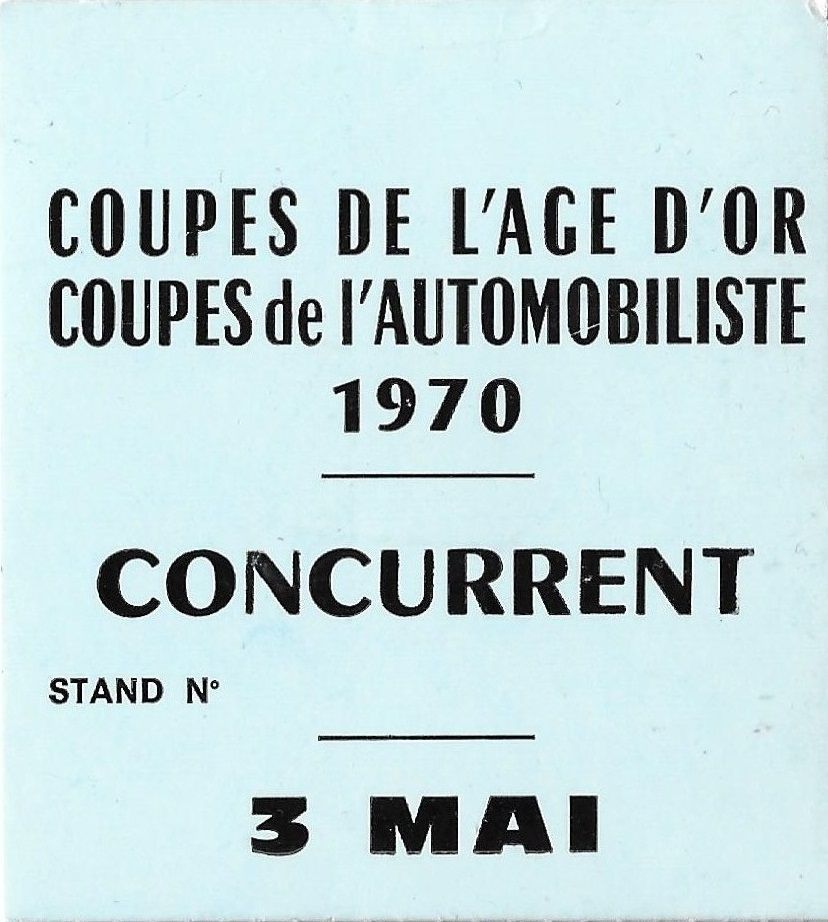 COUPES DE L'AGE D'OR
COUPES de l'AUTOMOBILISTE
1970
CONCURRENT
STAND N°
3 MAI